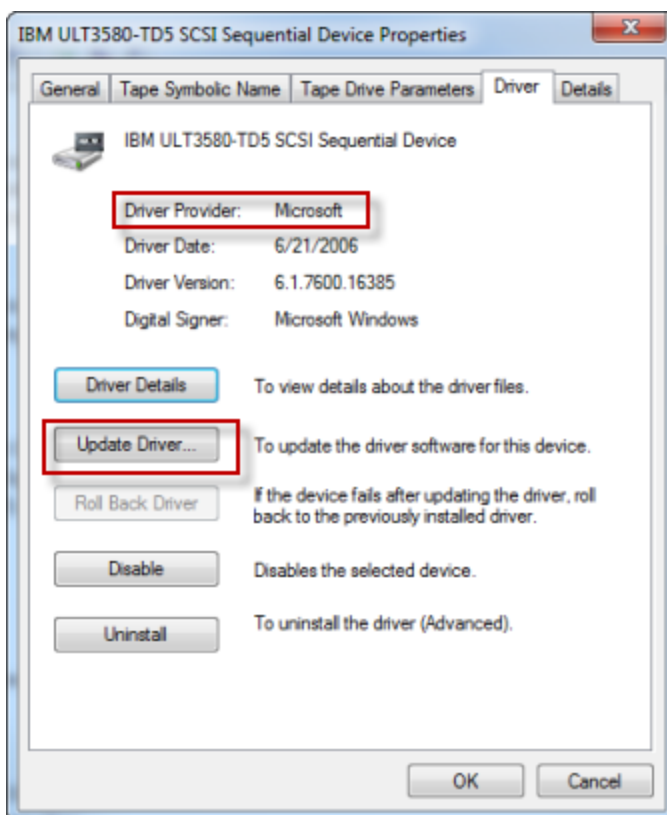 IBM ULT3580-TD5 SCSI Sequential Device Properties
General Tape Symbolic Name Tape Drive Parameters Driver Details
IBM ULT3580-TD5 SCSI Sequential Device
Driver Provider: Microsoft
Driver Date: 6/21/2006
Driver Version: 6.1.7600.16385
Digital Signer: Microsoft Windows
Driver Details To view details about the driver files.
Update Driver... To update the driver software for this device.
Roll Back Driver If the device fails after updating the driver, roll
back to the previously installed driver.
Disable Disables the selected device.
Uninstall To uninstall the driver (Advanced).
OK Cancel